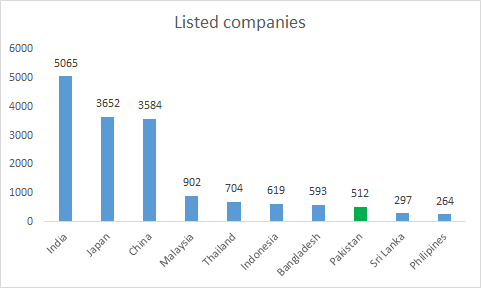 Listed companies
6000
5000
4000
3000
2000
1000
0
5065
3652
3584
902
704
619
593
512
297
264
India
Japan
China
Malaysia
Thailand
Indonesia
Bangladesh
Pakistan
Sri Lanka
Philipines